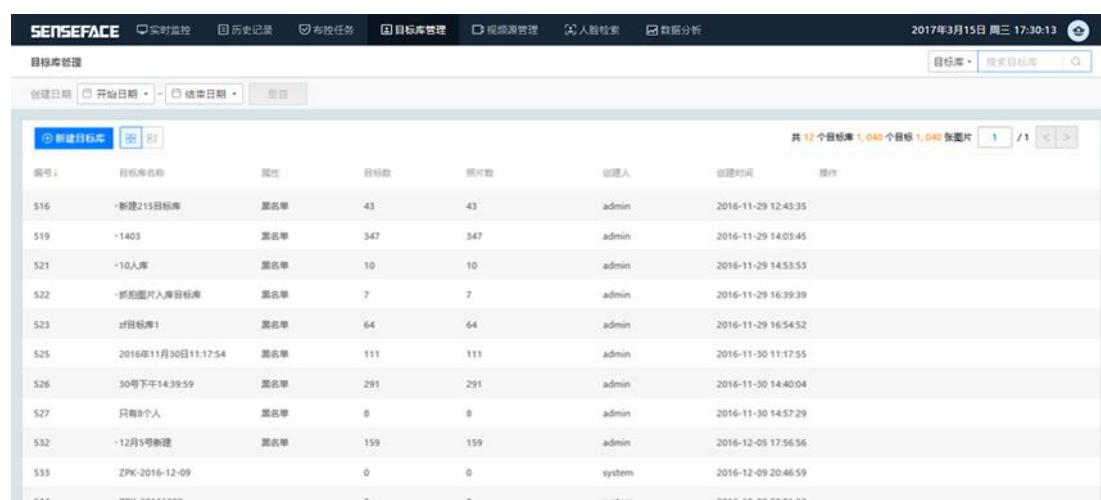 SENSEFACE 实时监控 历史记录 布控任务 目标库管理 视频源管理 人脸检索 数据分析 2017年3月15日 周三 17:30:13
目标库管理 目标库 搜索目标库
创建日期 开始日期 - 结束日期 重置
新建目标库 共 12 个目标库 1, 040 个目标 1, 040 张图片 1 / 1 < >
编号↓ 目标库名称 属性 目标数 照片数 创建人 创建时间 操作
516 -新建215目标库 黑名单 43 43 admin 2016-11-29 12:43:35
519 -1403 黑名单 347 347 admin 2016-11-29 14:03:45
521 -10人库 黑名单 10 10 admin 2016-11-29 14:53:53
522 -抓拍图片入库目标库 黑名单 7 7 admin 2016-11-29 16:39:39
523 zf目标库1 黑名单 64 64 admin 2016-11-29 16:54:52
525 2016年11月30日11:17:54 黑名单 111 111 admin 2016-11-30 11:17:55
526 30号下午14:39:59 黑名单 291 291 admin 2016-11-30 14:40:04
527 只有8个人 黑名单 8 8 admin 2016-11-30 14:57:29
532 -12月5号新建 黑名单 159 159 admin 2016-12-05 17:56:56
533 ZPK-2016-12-09 0 0 system 2016-12-09 20:46:59